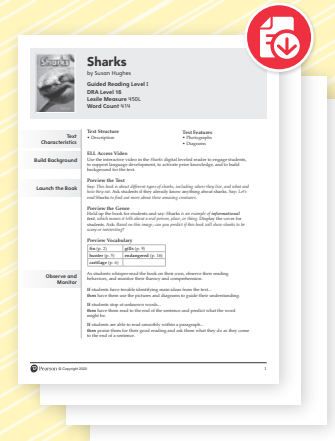 Sharks
Sharks
by Susan Hughes
Guided Reading Level I
DRA Level 16
Lexile Measure 450L
Word Count 414
Text
Characteristics
Text Structure
• Description
Text Features
• Photographs
• Diagrams
Build Background
ELL Access Video
Use the interactive video in the Sharks digital leveled reader to engage students,
to support language development, to activate prior knowledge, and to build
background for the text.
Launch the Book
Preview the Text
Say: This book is about different types of sharks, including where they live, and what and
how they eat. Ask students if they already know anything about sharks. Say: Let's
read Sharks to find out more about these amazing creatures.
Preview the Genre
Hold up the book for students and say: Sharks is an example of informational
text, which means it tells about a real person, place, or thing. Display the cover for
students. Ask: Based on this image, can you predict if this book will show sharks to be
scary or interesting?
Preview Vocabulary
fin (p. 2)
gills (p. 9)
hunter (p. 5)
endangered (p. 16)
cartilage (p. 6)
Observe and
Monitor
As students whisper-read the book on their own, observe their reading
behaviors, and monitor their fluency and comprehension.
If students have trouble identifying main ideas from the text...
then have them use the pictures and diagrams to guide their understanding.
If students stop at unknown words...
then have them read to the end of the sentence and predict what the word
might be.
If students are able to read smoothly within a paragraph...
then praise them for their good reading and ask them what they do as they come
to the end of a sentence.
Pearson © Copyright 2020
1